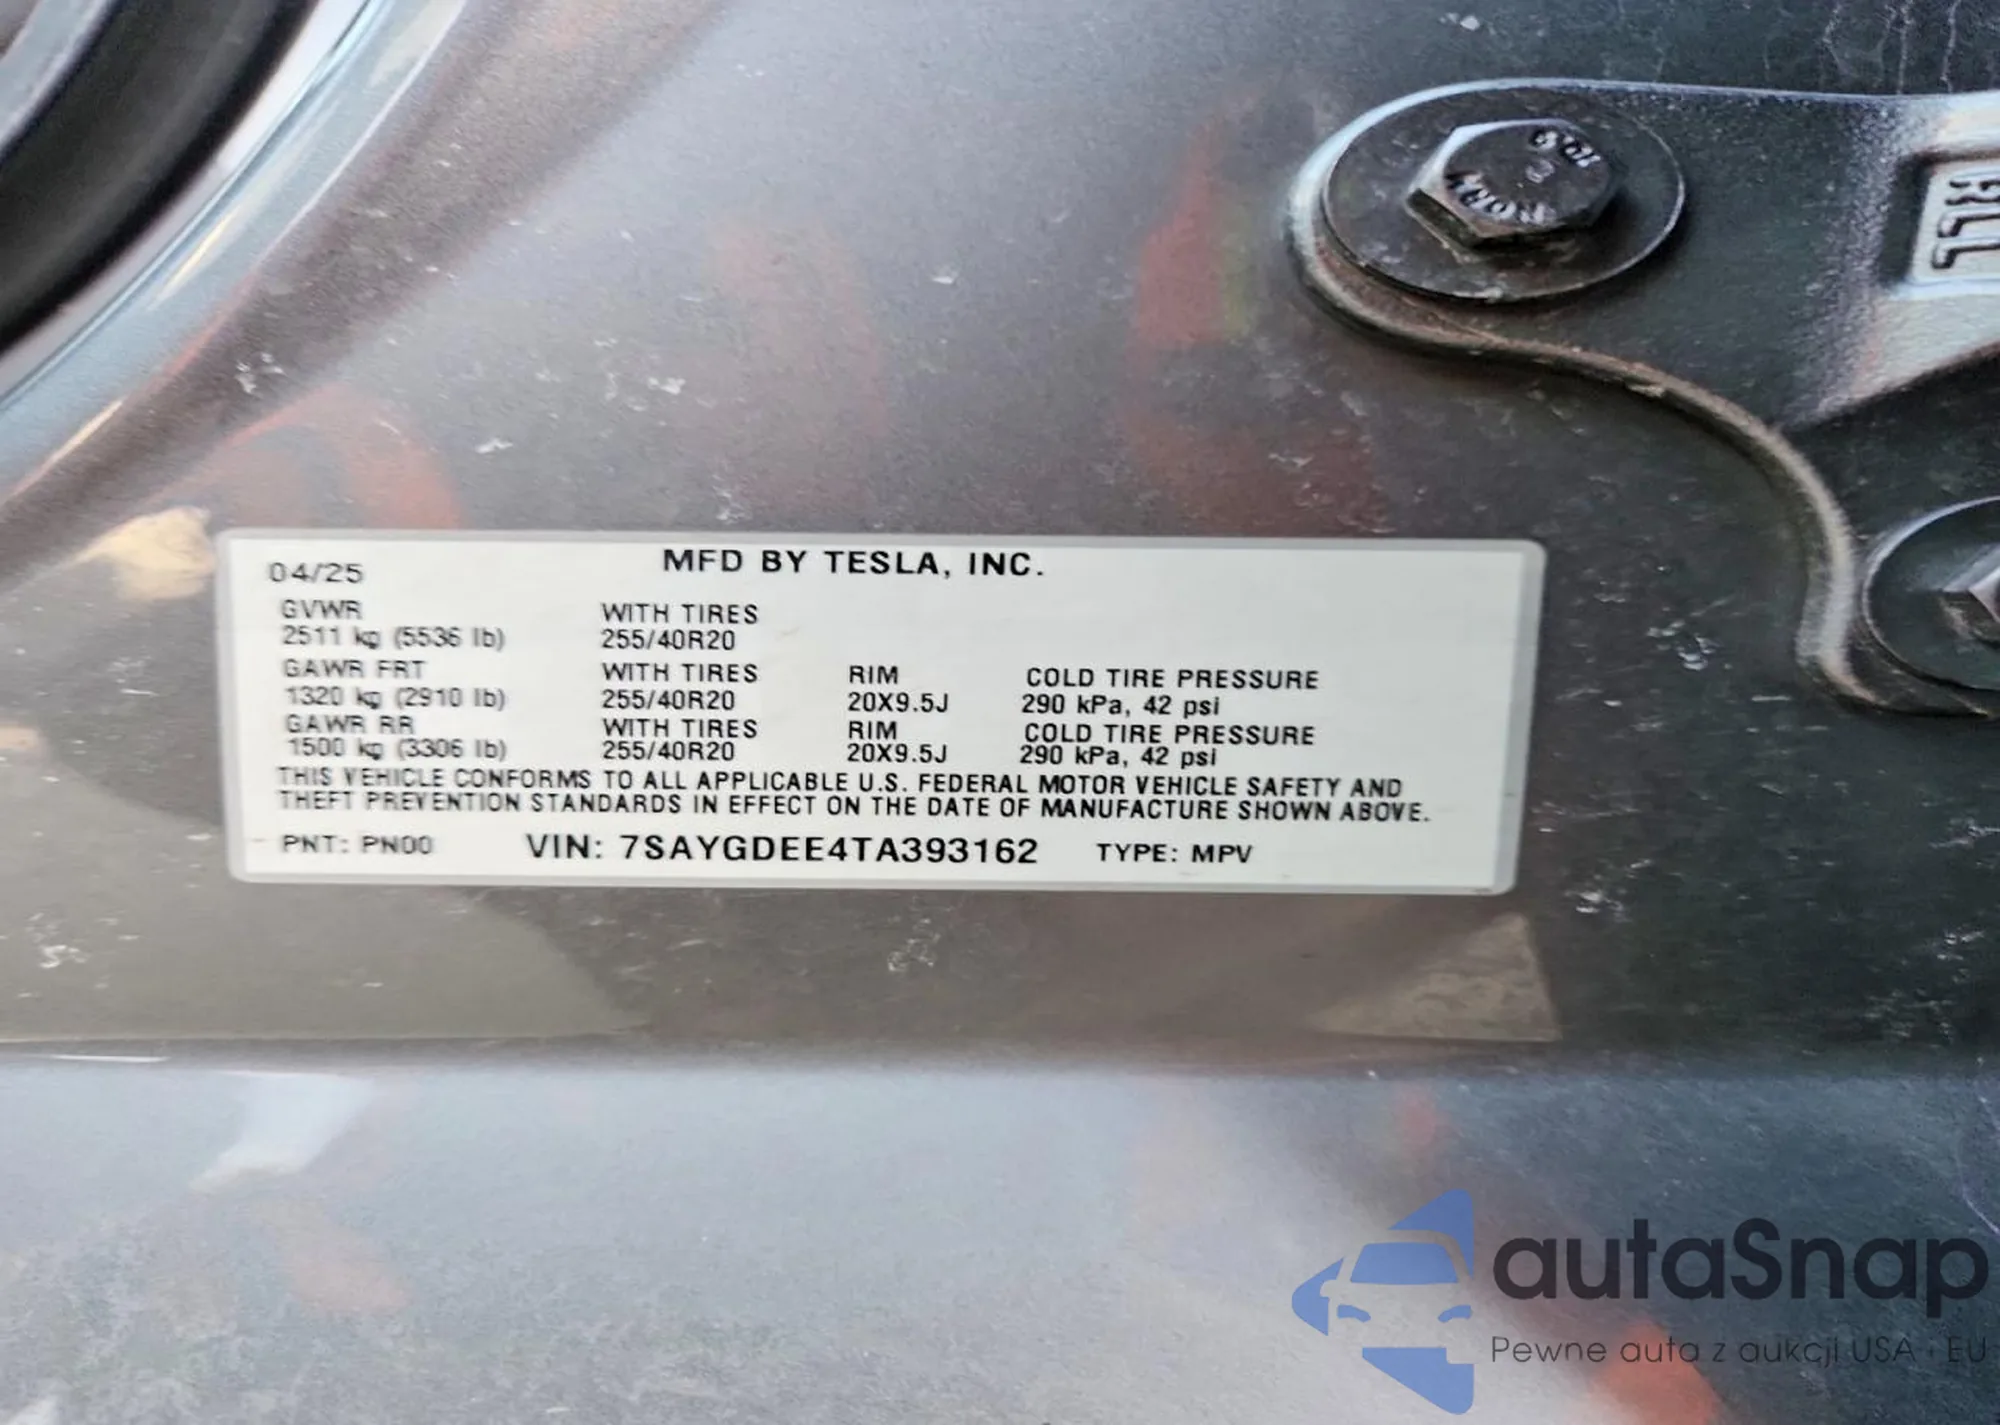 04/25
MFD BY TESLA, INC.
GVWR
WITH TIRES
2511 kg (5536 lb)
255/40R20
GAWR FRT
WITH TIRES
RIM
COLD TIRE PRESSURE
1320 kg (2910 lb)
255/40R20
20X9.5J
290 kPa, 42 psi
GAWR RR
WITH TIRES
RIM
COLD TIRE PRESSURE
1500 kg (3306 lb)
255/40R20
20X9.5J
290 kPa, 42 psi
THIS VEHICLE CONFORMS TO ALL APPLICABLE U.S. FEDERAL MOTOR VEHICLE SAFETY AND
THEFT PREVENTION STANDARDS IN EFFECT ON THE DATE OF MANUFACTURE SHOWN ABOVE.
PNT: PN00
VIN: 7SAYGDEE4TA393162
TYPE: MPV
autaSnap
Pewne auta z aukcji USA · EU